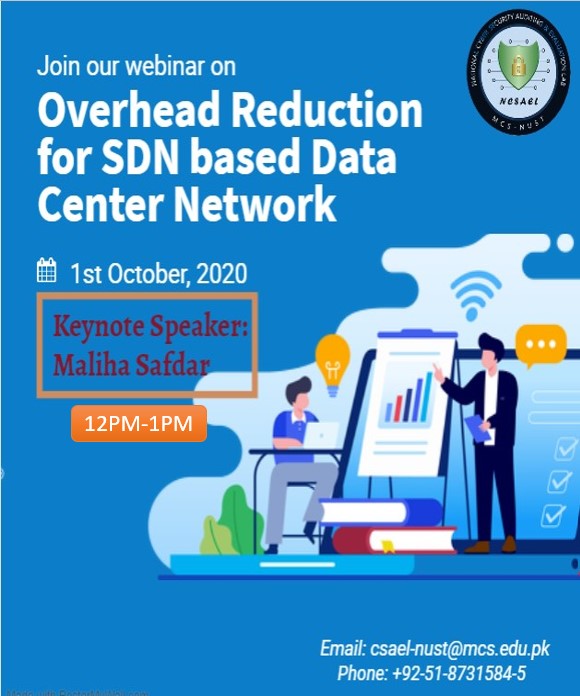 Join our webinar on
Overhead Reduction
for SDN based Data
Center Network
NATIONAL CYBER SECURITY AUDITING & EVALUATION LAB
NCSAEL
MCS-NUST
1st October, 2020
Keynote Speaker:
Maliha Safdar
12PM-1PM
Email: csael-nust@mcs.edu.pk
Phone: +92-51-8731584-5